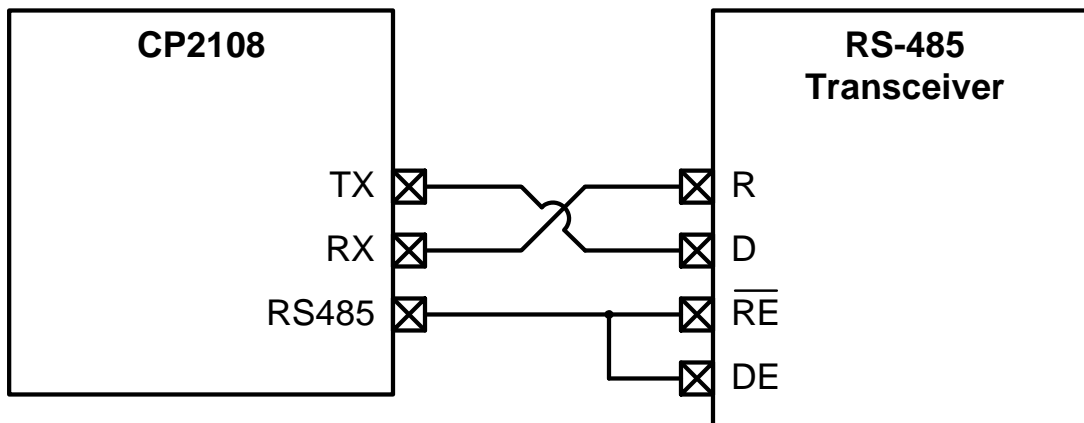 CP2108
RS-485
Transceiver
TX
R
RX
D
RS485
RE
DE